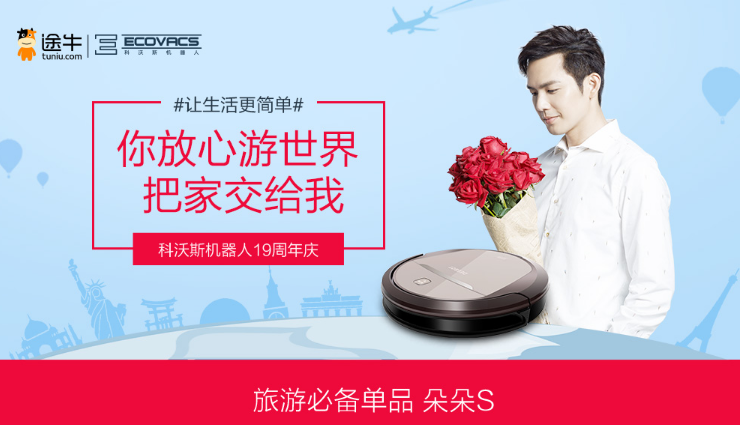 途牛
tuniu.com
ECOVACS
科沃斯机器人
#让生活更简单#
你放心游世界
把家交给我
科沃斯机器人19周年庆
旅游必备单品 朵朵S